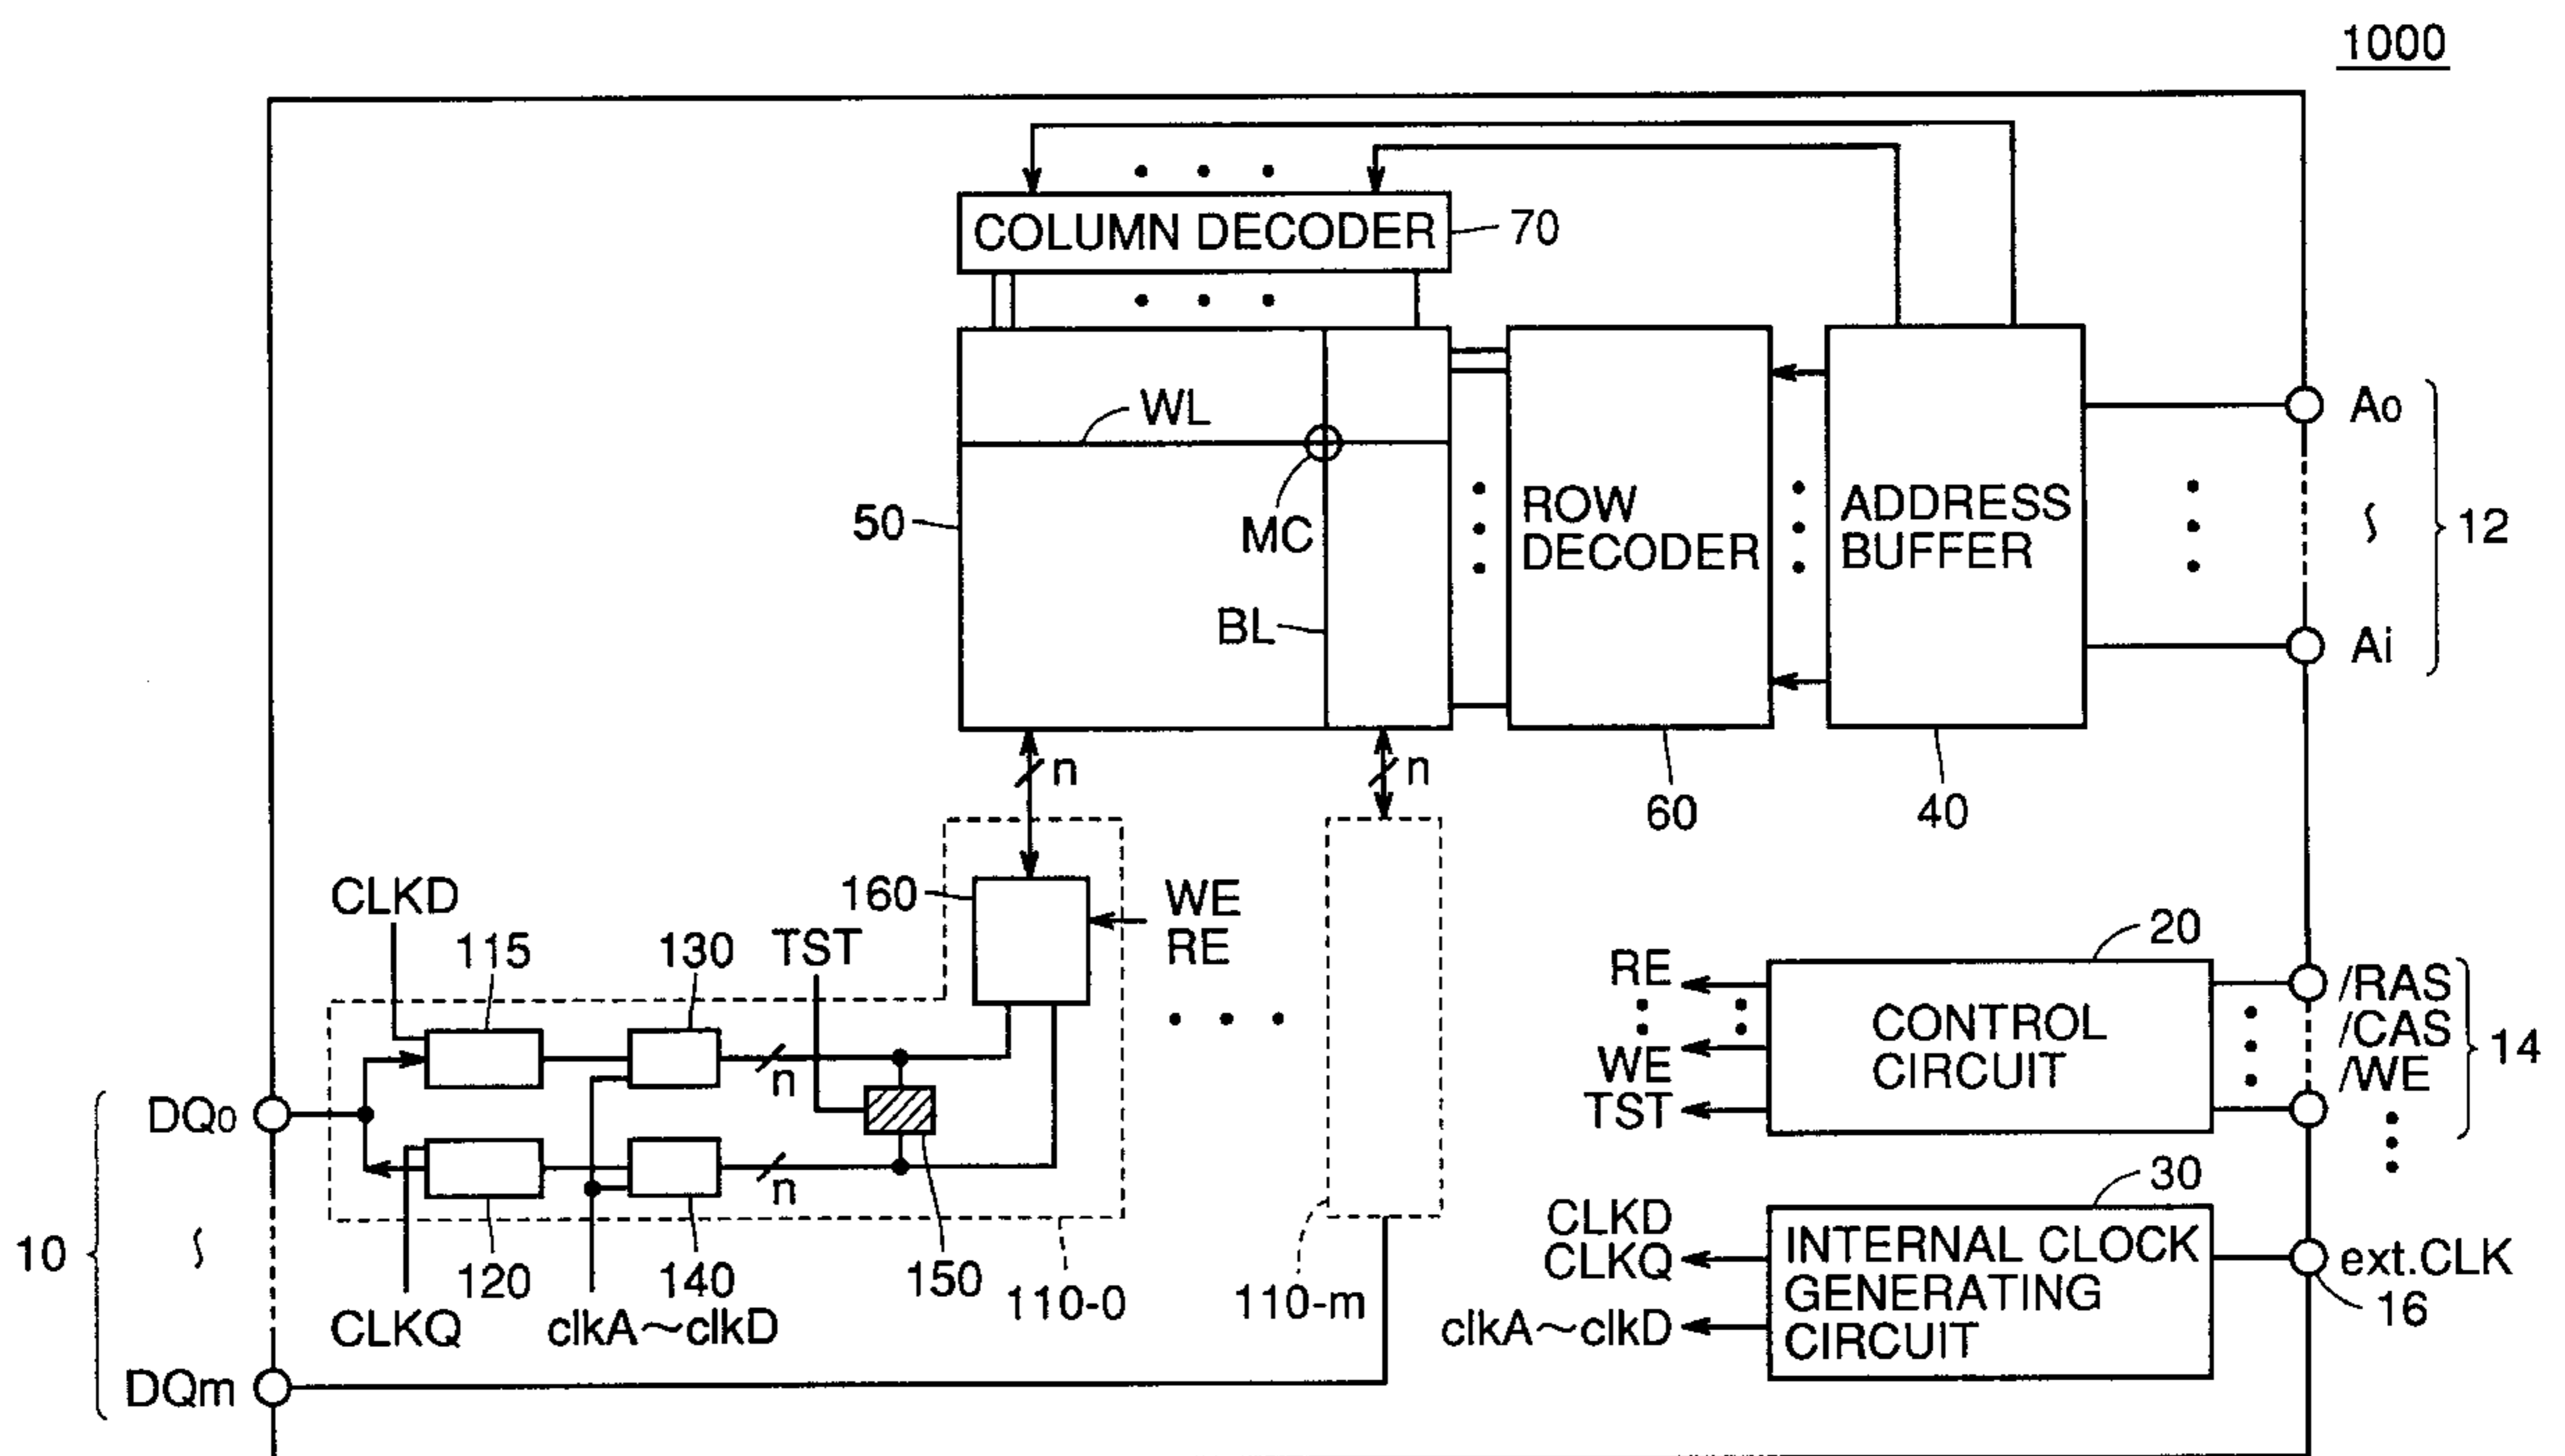 1000
COLUMN DECODER
70
WL
50
MC
BL
ROW
DECODER
ADDRESS
BUFFER
A0
12
Ai
n
n
60
40
CLKD
115
130
TST
160
WE
RE
n
n
DQ0
10
DQm
120
140
150
110-0
110-m
CLKQ
clkA~clkD
RE
WE
TST
20
CONTROL
CIRCUIT
/RAS
/CAS
/WE
14
30
CLKD
CLKQ
clkA~clkD
INTERNAL CLOCK
GENERATING
CIRCUIT
ext.CLK
16